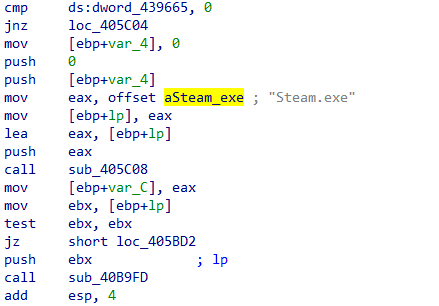 cmp ds:dword_439665, 0
jnz loc_405C04
mov [ebp+var_4], 0
push 0
push [ebp+var_4]
mov eax, offset aSteam_exe ; "Steam.exe"
mov [ebp+lp], eax
lea eax, [ebp+lp]
push eax
call sub_405C08
mov [ebp+var_C], eax
mov ebx, [ebp+lp]
test ebx, ebx
jz short loc_405BD2
push ebx ; lp
call sub_40B9FD
add esp, 4